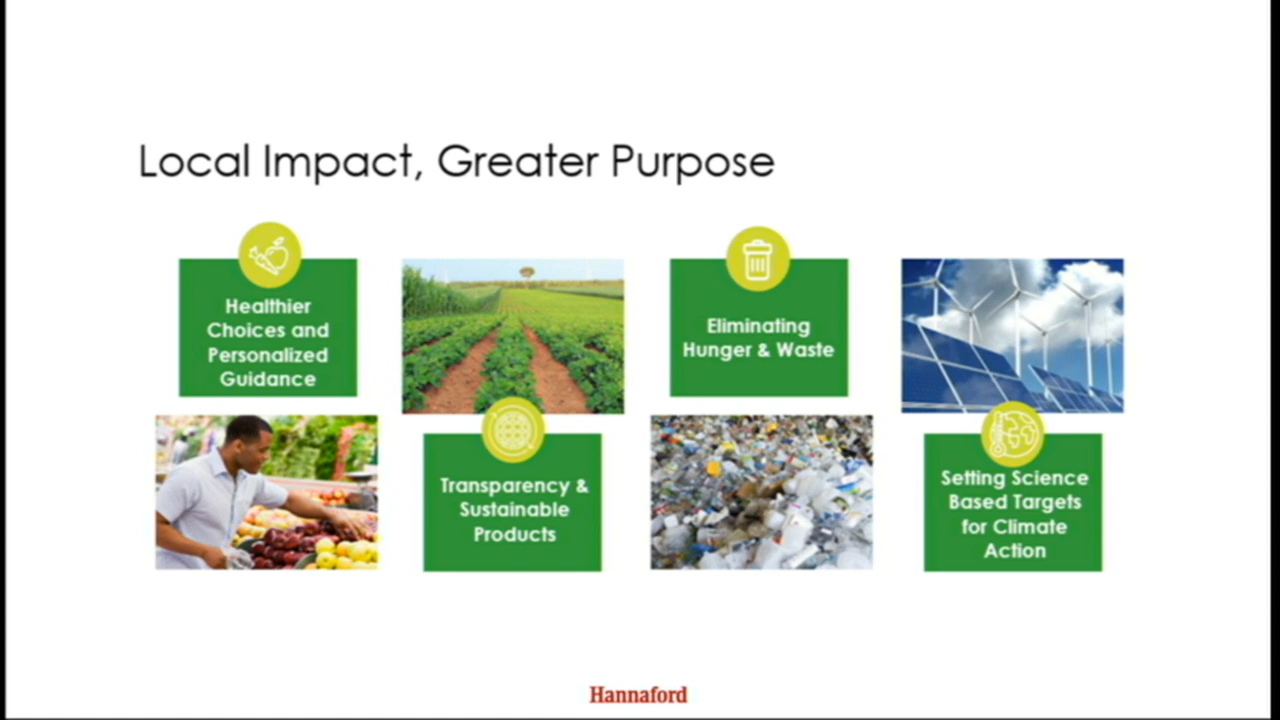 Local Impact, Greater Purpose
Healthier
Choices and
Personalized
Guidance
Transparency &
Sustainable
Products
Eliminating
Hunger & Waste
Setting Science
Based Targets
for Climate
Action
Hannaford